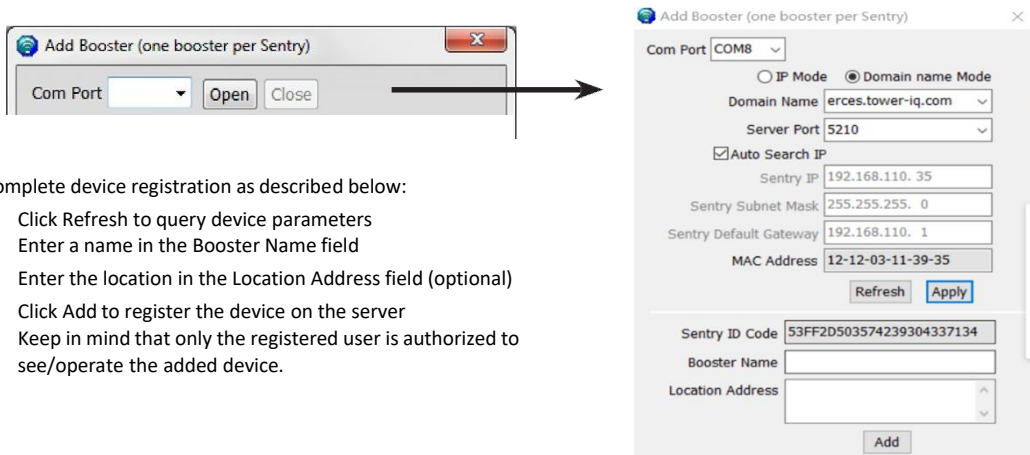 Add Booster (one booster per Sentry)
Com Port
Open
Close
omplete device registration as described below:
Click Refresh to query device parameters
Enter a name in the Booster Name field
Enter the location in the Location Address field (optional)
Click Add to register the device on the server
Keep in mind that only the registered user is authorized to
see/operate the added device.
Add Booster (one booster per Sentry)
Com Port COM8
IP Mode Domain name Mode
Domain Name erces.tower-iq.com
Server Port 5210
Auto Search IP
Sentry IP 192.168.110. 35
Sentry Subnet Mask 255.255.255. 0
Sentry Default Gateway 192.168.110. 1
MAC Address 12-12-03-11-39-35
Refresh Apply
Sentry ID Code 53FF2D503574239304337134
Booster Name
Location Address
Add